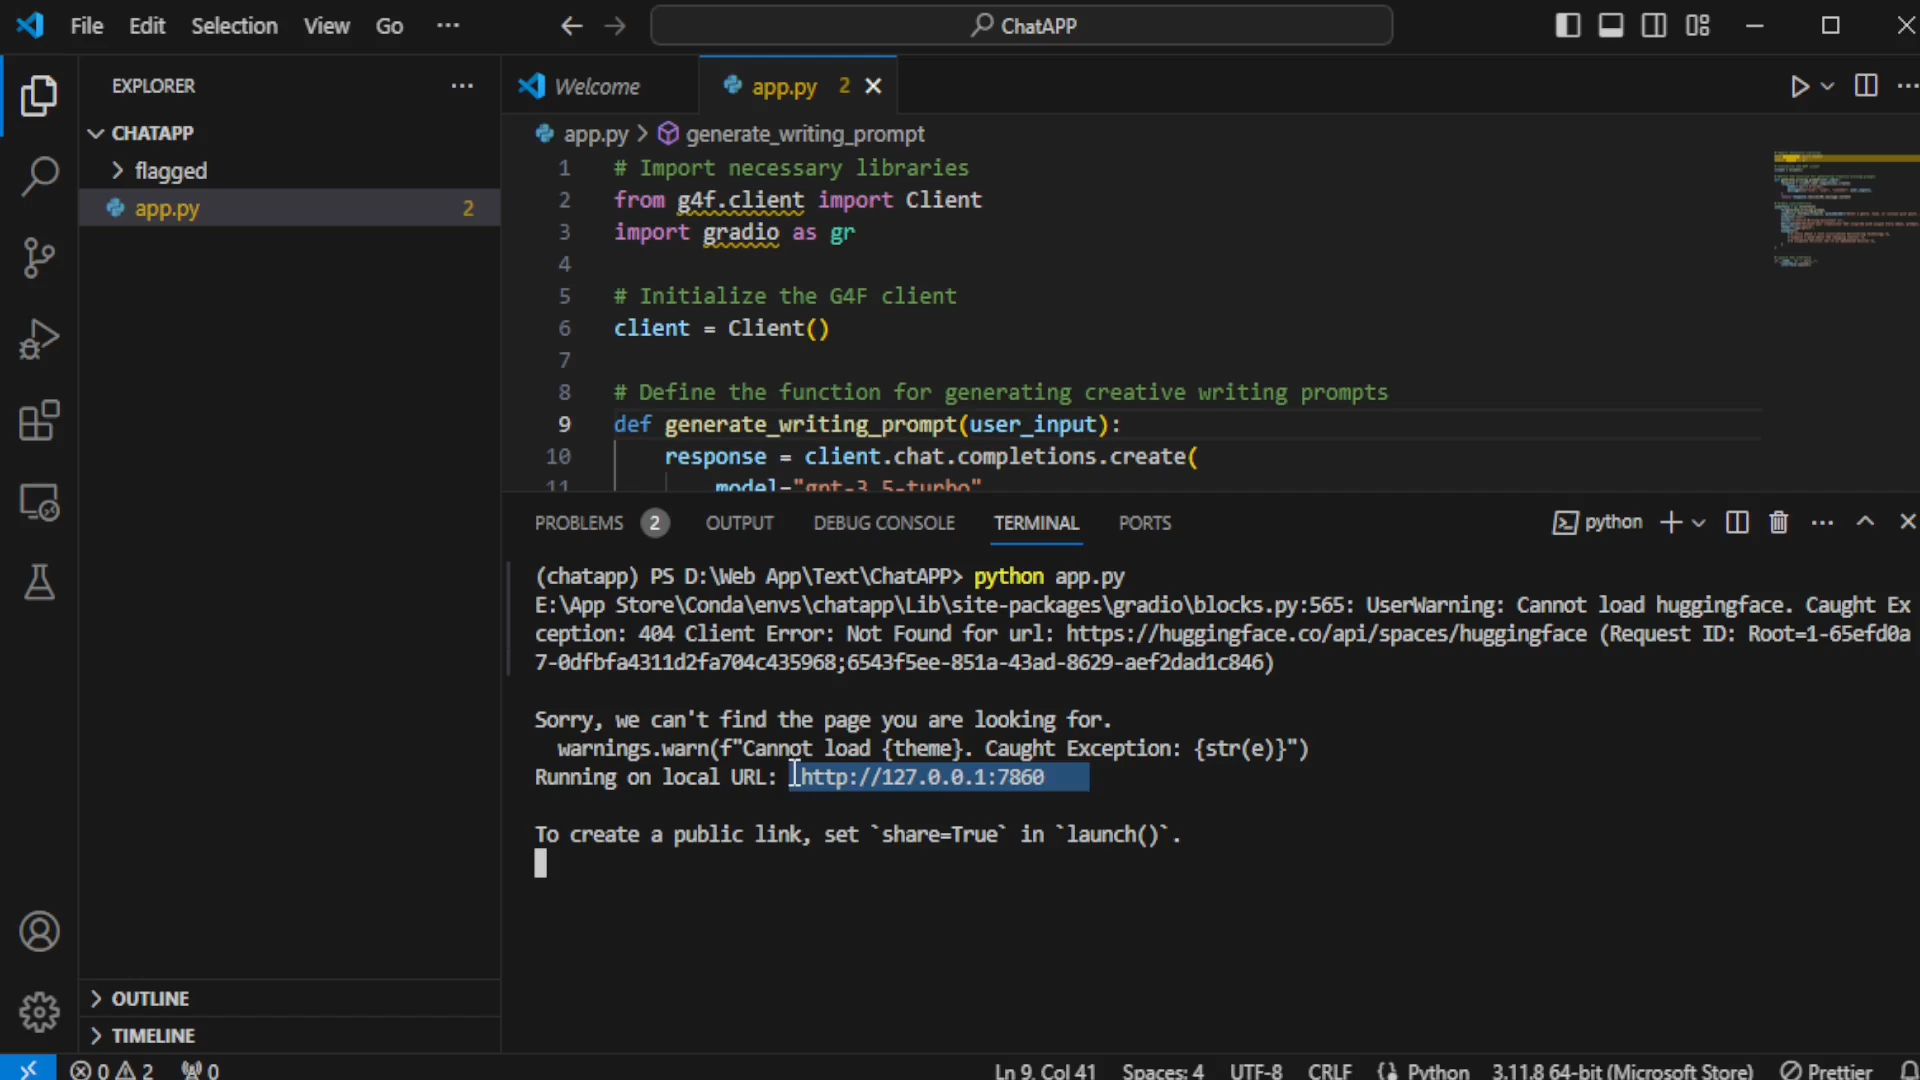 File Edit Selection View Go ··· ChatAPP
EXPLORER ···
CHATAPP
flagged
app.py 2
OUTLINE
TIMELINE
Welcome app.py 2
app.py > generate_writing_prompt
1 # Import necessary libraries
2 from g4f.client import Client
3 import gradio as gr
4
5 # Initialize the G4F client
6 client = Client()
7
8 # Define the function for generating creative writing prompts
9 def generate_writing_prompt(user_input):
10 response = client.chat.completions.create(
11 model="gpt-3.5-turbo"
PROBLEMS 2 OUTPUT DEBUG CONSOLE TERMINAL PORTS python
(chatapp) PS D:\Web App\Text\ChatAPP> python app.py
E:\App Store\Conda\envs\chatapp\Lib\site-packages\gradio\blocks.py:565: UserWarning: Cannot load huggingface. Caught Ex
ception: 404 Client Error: Not Found for url: https://huggingface.co/api/spaces/huggingface (Request ID: Root=1-65efd0a
7-0dfbfa4311d2fa704c435968;6543f5ee-851a-43ad-8629-aef2dad1c846)
Sorry, we can't find the page you are looking for.
warnings.warn(f"Cannot load {theme}. Caught Exception: {str(e)}")
Running on local URL: http://127.0.0.1:7860
To create a public link, set `share=True` in `launch()`.
0 2 0 Ln 9, Col 41 Spaces: 4 UTF-8 CRLF Python 3.11.8 64-bit (Microsoft Store) Prettier